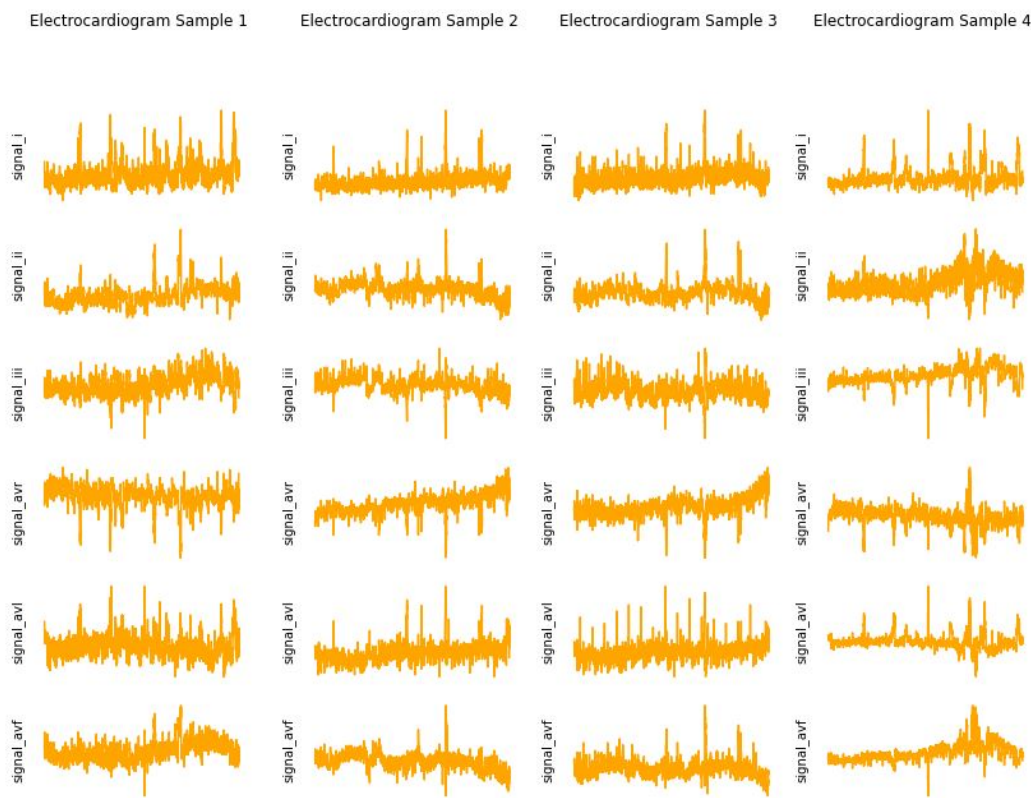 Electrocardiogram Sample 1 Electrocardiogram Sample 2 Electrocardiogram Sample 3 Electrocardiogram Sample 4
signal_i signal_i signal_i signal_i
signal_ii signal_ii signal_ii signal_ii
signal_iii signal_iii signal_iii signal_iii
signal_avr signal_avr signal_avr signal_avr
signal_avl signal_avl signal_avl signal_avl
signal_avf signal_avf signal_avf signal_avf